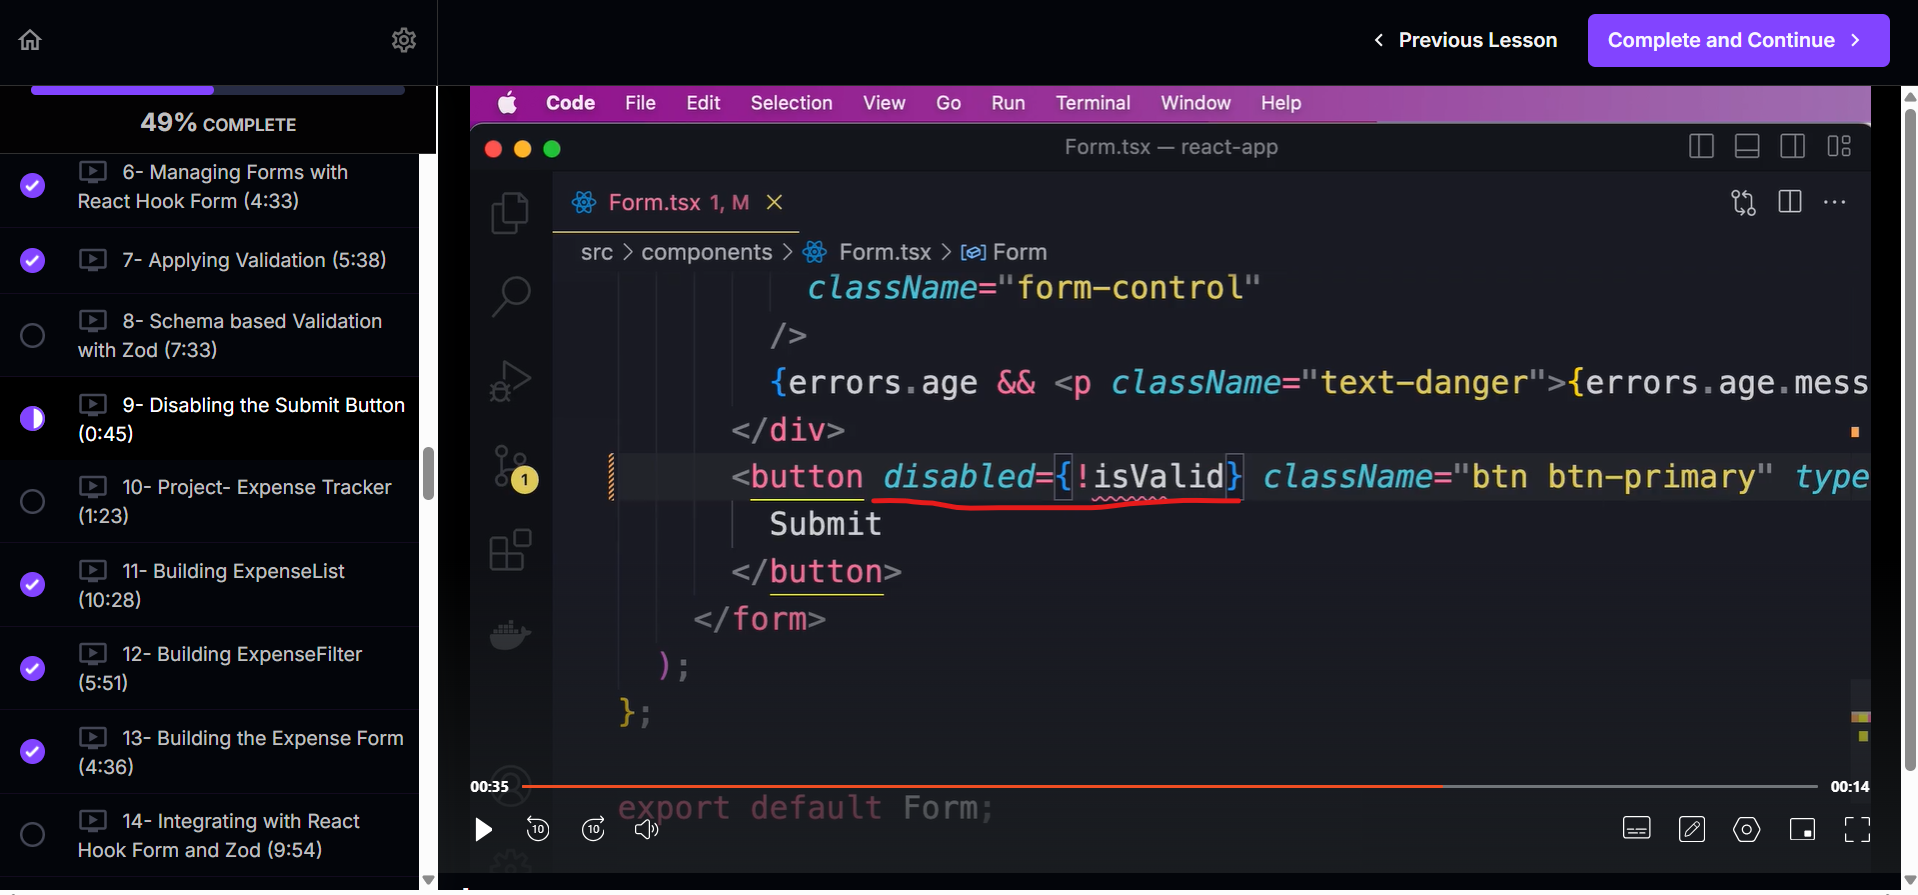 Previous Lesson
Complete and Continue
49% COMPLETE
6- Managing Forms with
React Hook Form (4:33)
7- Applying Validation (5:38)
8- Schema based Validation
with Zod (7:33)
9- Disabling the Submit Button
(0:45)
10- Project- Expense Tracker
(1:23)
11- Building ExpenseList
(10:28)
12- Building ExpenseFilter
(5:51)
13- Building the Expense Form
(4:36)
14- Integrating with React
Hook Form and Zod (9:54)
Code File Edit Selection View Go Run Terminal Window Help
Form.tsx — react-app
Form.tsx 1, M
src > components > Form.tsx > Form
className="form-control"
/>
{errors.age && <p className="text-danger">{errors.age.mess
</div>
<button disabled={!isValid} className="btn btn-primary" type
Submit
</button>
</form>
);
};
export default Form;
1
00:35
00:14
10
10